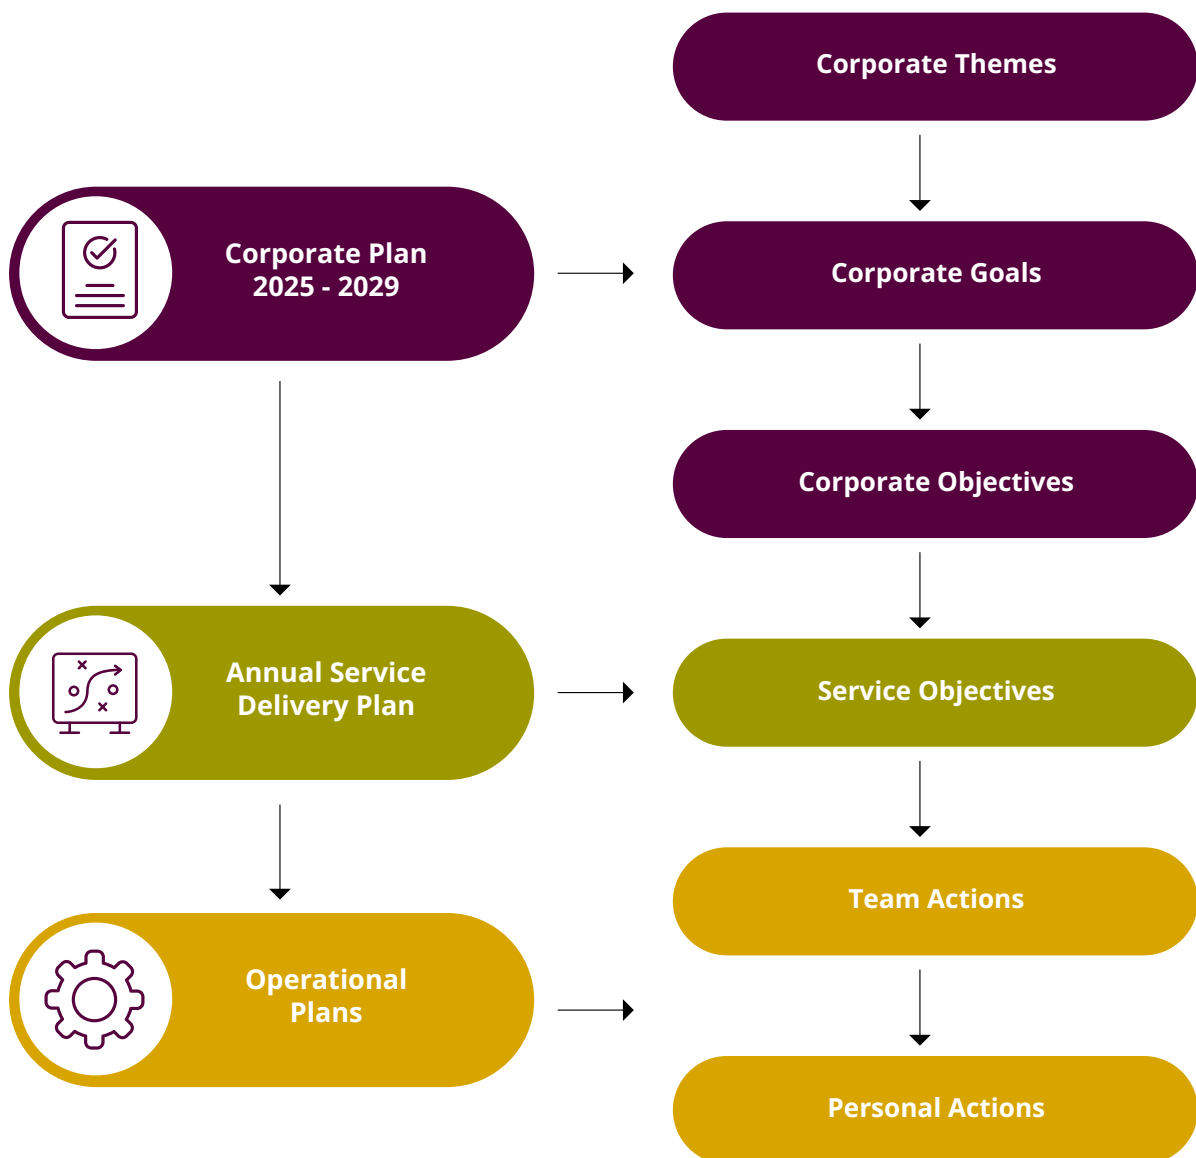 Corporate Themes
Corporate Plan
2025 - 2029
Corporate Goals
Corporate Objectives
Annual Service
Delivery Plan
Service Objectives
Team Actions
Operational
Plans
Personal Actions